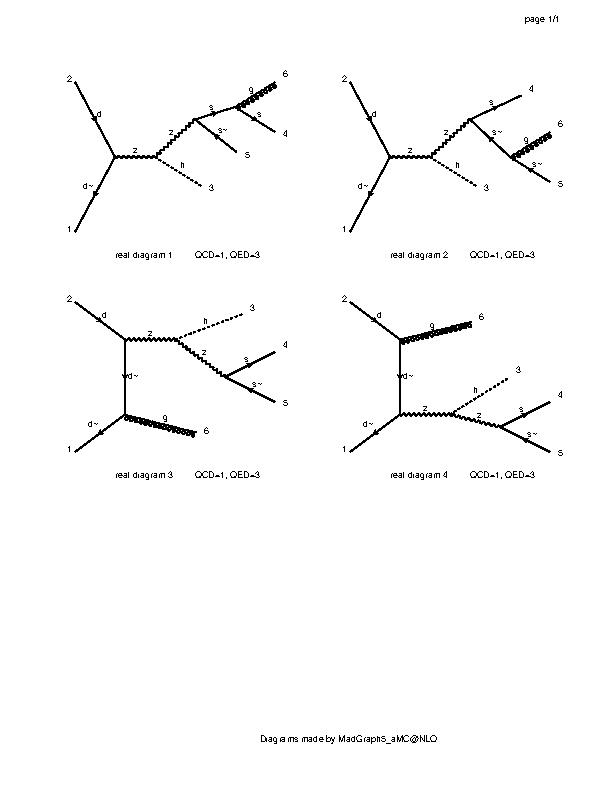 page 1/1
2 d z d~ 1 z h 3 s g 6 s 4 s~ 5
real diagram 1 QCD=1, QED=3
2 d z d~ 1 z h 3 s 4 s~ g 6 s~ 5
real diagram 2 QCD=1, QED=3
2 d z h 3 z s 4 s~ 5 d~ g 6 d~ 1
real diagram 3 QCD=1, QED=3
2 d g 6 d~ h 3 z z s 4 s~ 5 d~ 1
real diagram 4 QCD=1, QED=3
Diagrams made by MadGraph5_aMC@NLO